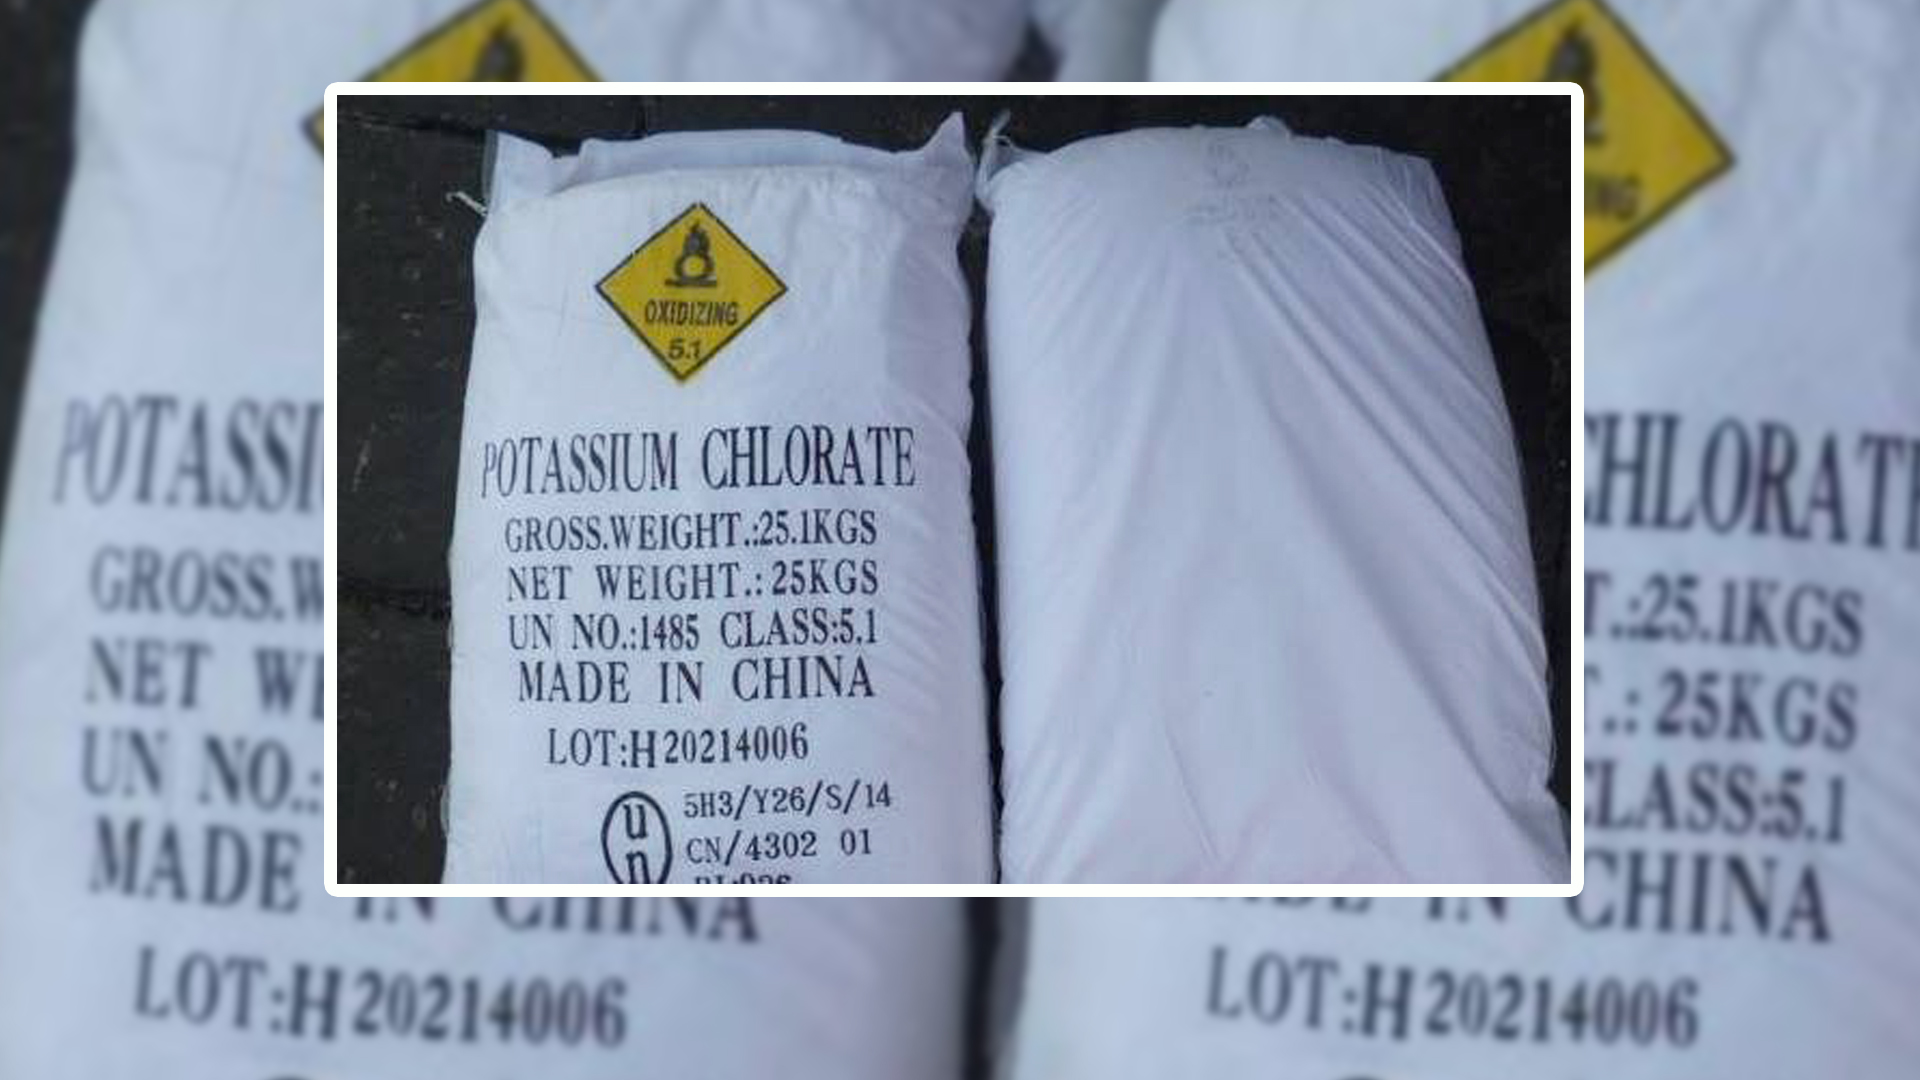 OXIDIZING
5.1
POTASSIUM CHLORATE
GROSS.WEIGHT.:25.1KGS
NET WEIGHT.: 25KGS
UN NO.:1485 CLASS:5.1
MADE IN CHINA
LOT:H20214006
un
5H3/Y26/S/14
CN/4302 01